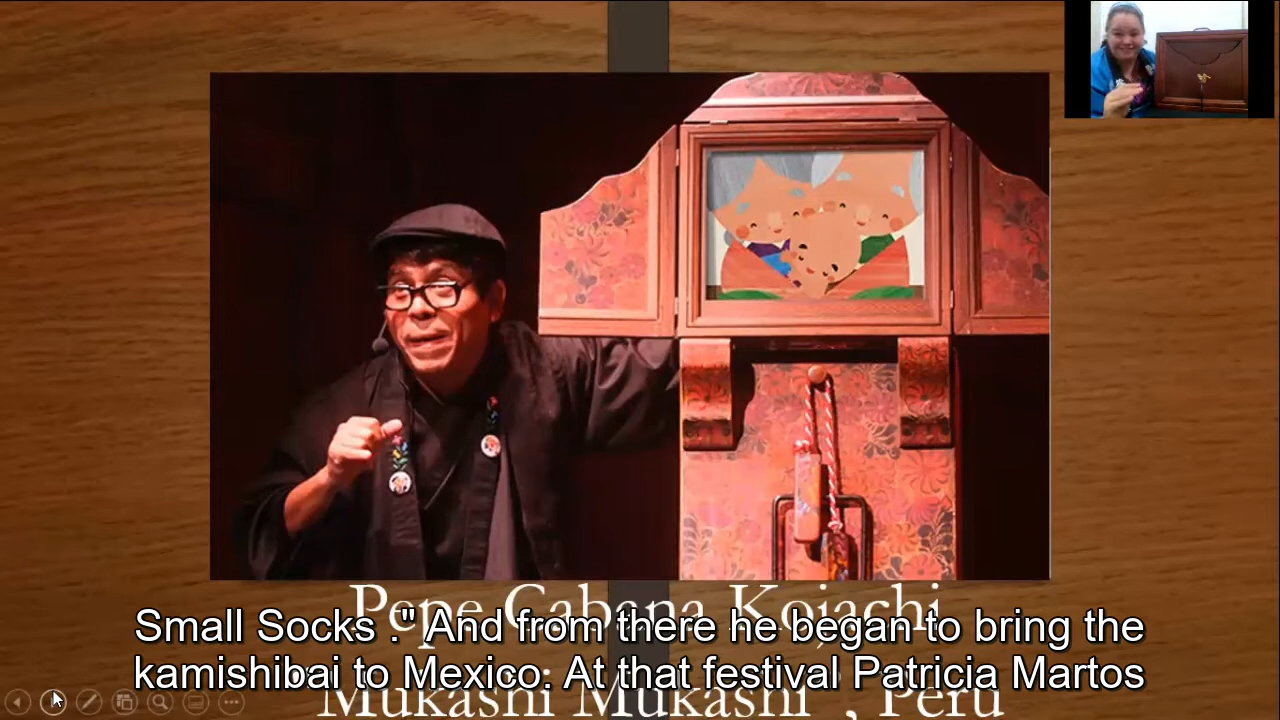 Pepe Cabana Kojachi
Small Socks ." And from there he began to bring the
kamishibai to Mexico. At that festival Patricia Martos
Mukashi Mukashi", Peru